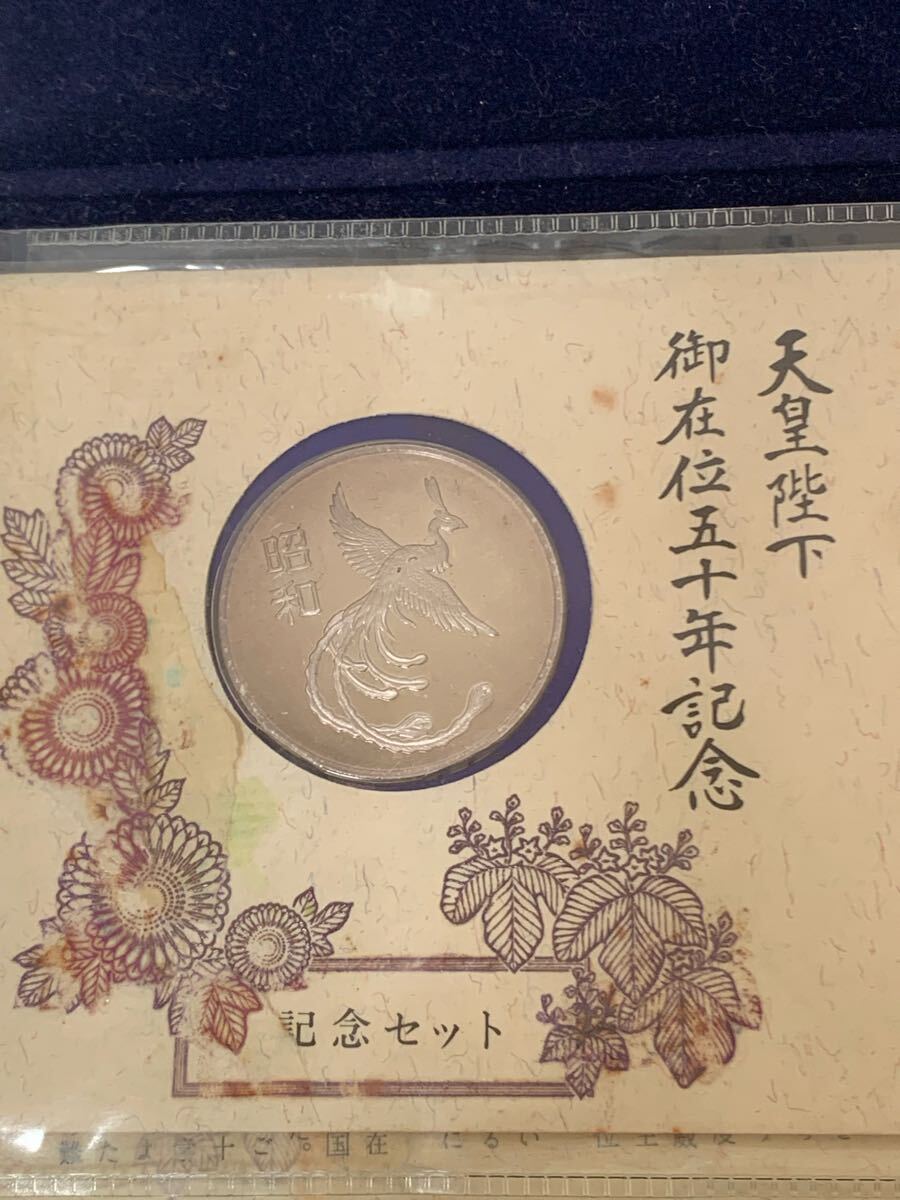 天皇陛下
御在位五十年記念
昭和
記念セット